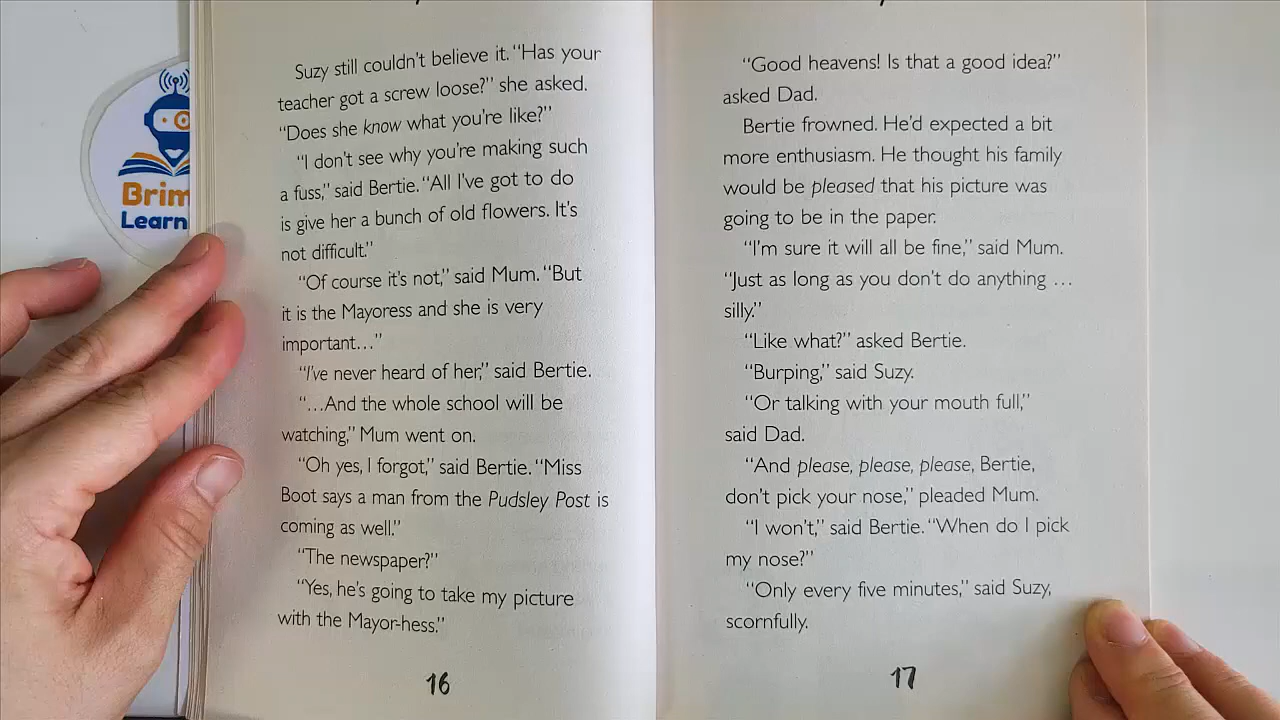 Brim
Learn
Suzy still couldn't believe it. “Has your
teacher got a screw loose?” she asked.
“Does she know what you're like?”
“I don't see why you're making such
a fuss,” said Bertie. “All I've got to do
is give her a bunch of old flowers. It's
not difficult.”
“Of course it's not,” said Mum. “But
it is the Mayoress and she is very
important…”
“I've never heard of her,” said Bertie.
“…And the whole school will be
watching,” Mum went on.
“Oh yes, I forgot,” said Bertie. “Miss
Boot says a man from the Pudsley Post is
coming as well.”
“The newspaper?”
“Yes, he's going to take my picture
with the Mayor-hess.”
16
“Good heavens! Is that a good idea?”
asked Dad.
Bertie frowned. He'd expected a bit
more enthusiasm. He thought his family
would be pleased that his picture was
going to be in the paper.
“I'm sure it will all be fine,” said Mum.
“Just as long as you don't do anything …
silly.”
“Like what?” asked Bertie.
“Burping,” said Suzy.
“Or talking with your mouth full,”
said Dad.
“And please, please, please, Bertie,
don't pick your nose,” pleaded Mum.
“I won't,” said Bertie. “When do I pick
my nose?”
“Only every five minutes,” said Suzy,
scornfully.
17